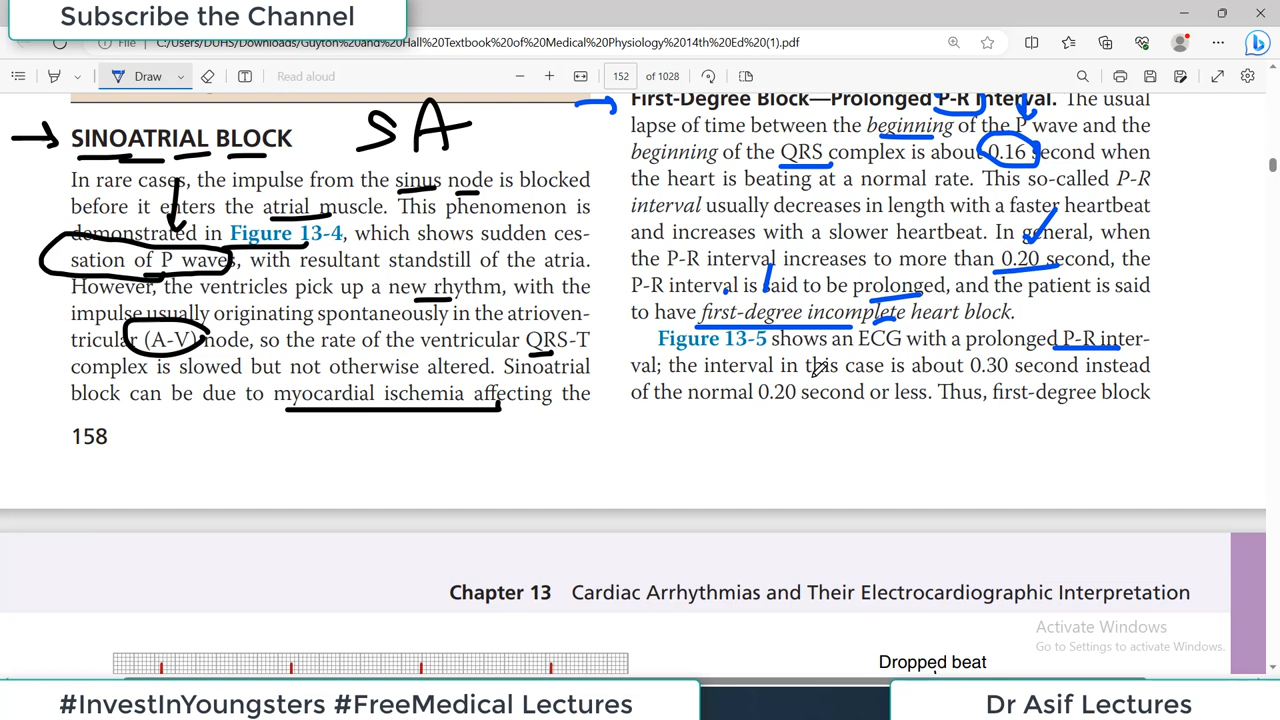 Subscribe the Channel
File
C:/Users/DUHS/Downloads/Guyton%20and%20Hall%20Textbook%20of%20Medical%20Physiology%2014th%20Ed%20(1).pdf
Draw
Read aloud
152 of 1028
SINOATRIAL BLOCK
SA
In rare cases, the impulse from the sinus node is blocked
before it enters the atrial muscle. This phenomenon is
demonstrated in Figure 13-4, which shows sudden ces-
sation of P waves, with resultant standstill of the atria.
However, the ventricles pick up a new rhythm, with the
impulse usually originating spontaneously in the atrioven-
tricular (A-V) node, so the rate of the ventricular QRS-T
complex is slowed but not otherwise altered. Sinoatrial
block can be due to myocardial ischemia affecting the
158
First-Degree Block—Prolonged P-R Interval. The usual
lapse of time between the beginning of the P wave and the
beginning of the QRS complex is about 0.16 second when
the heart is beating at a normal rate. This so-called P-R
interval usually decreases in length with a faster heartbeat
and increases with a slower heartbeat. In general, when
the P-R interval increases to more than 0.20 second, the
P-R interval is said to be prolonged, and the patient is said
to have first-degree incomplete heart block.
Figure 13-5 shows an ECG with a prolonged P-R inter-
val; the interval in this case is about 0.30 second instead
of the normal 0.20 second or less. Thus, first-degree block
Chapter 13 Cardiac Arrhythmias and Their Electrocardiographic Interpretation
Activate Windows
Go to Settings to activate Windows.
Dropped beat
#InvestInYoungsters #FreeMedical Lectures
Dr Asif Lectures